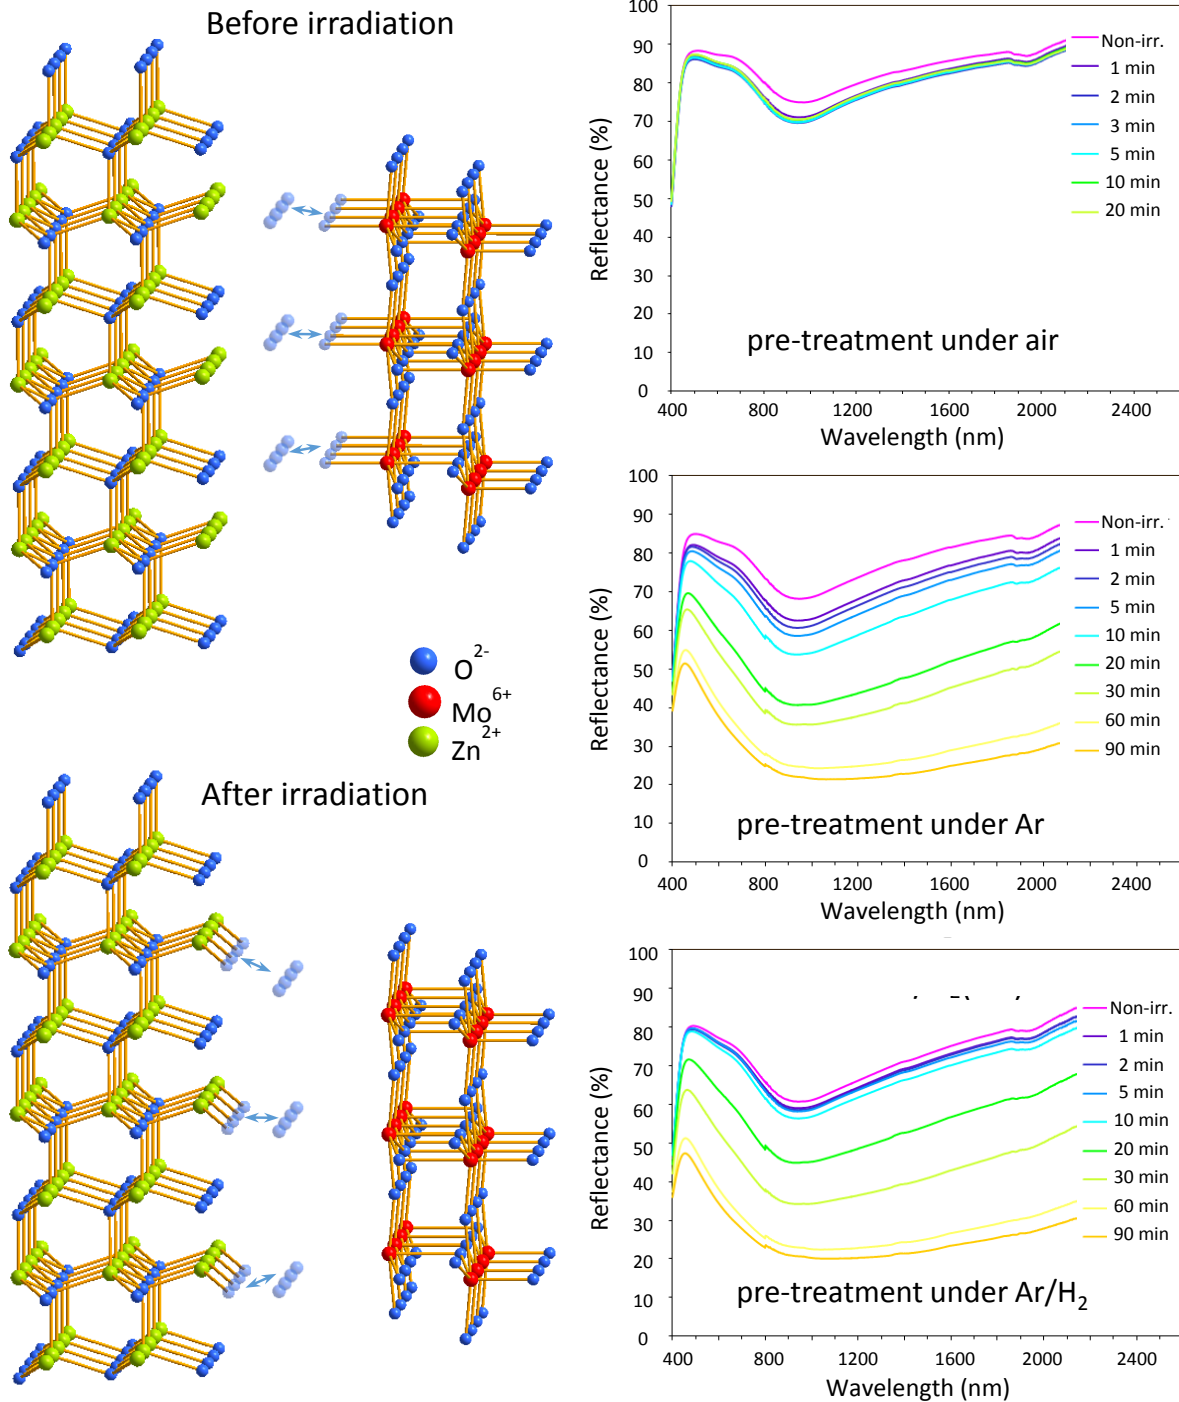 Before irradiation
O2-
Mo6+
Zn2+
After irradiation
100
90
80
70
60
50
40
30
20
10
0
Reflectance (%)
400 800 1200 1600 2000 2400
Wavelength (nm)
Non-irr.
1 min
2 min
3 min
5 min
10 min
20 min
pre-treatment under air
100
90
80
70
60
50
40
30
20
10
0
Reflectance (%)
400 800 1200 1600 2000 2400
Wavelength (nm)
Non-irr.
1 min
2 min
5 min
10 min
20 min
30 min
60 min
90 min
pre-treatment under Ar
100
90
80
70
60
50
40
30
20
10
0
Reflectance (%)
400 800 1200 1600 2000 2400
Wavelength (nm)
Non-irr.
1 min
2 min
5 min
10 min
20 min
30 min
60 min
90 min
pre-treatment under Ar/H2